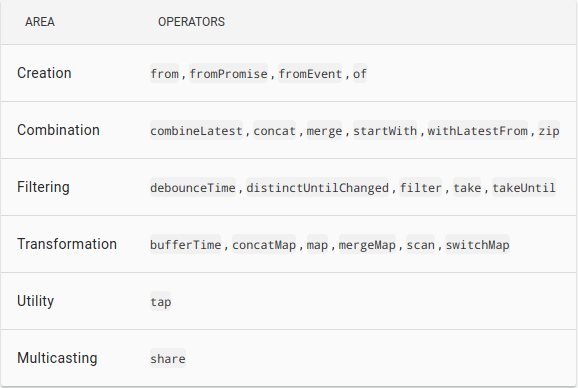 AREA OPERATORS
Creation from, fromPromise, fromEvent, of
Combination combineLatest, concat, merge, startWith, withLatestFrom, zip
Filtering debounceTime, distinctUntilChanged, filter, take, takeUntil
Transformation bufferTime, concatMap, map, mergeMap, scan, switchMap
Utility tap
Multicasting share